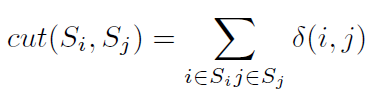 cut(S_i, S_j) = \sum_{i \in S_i j \in S_j} \delta(i, j)